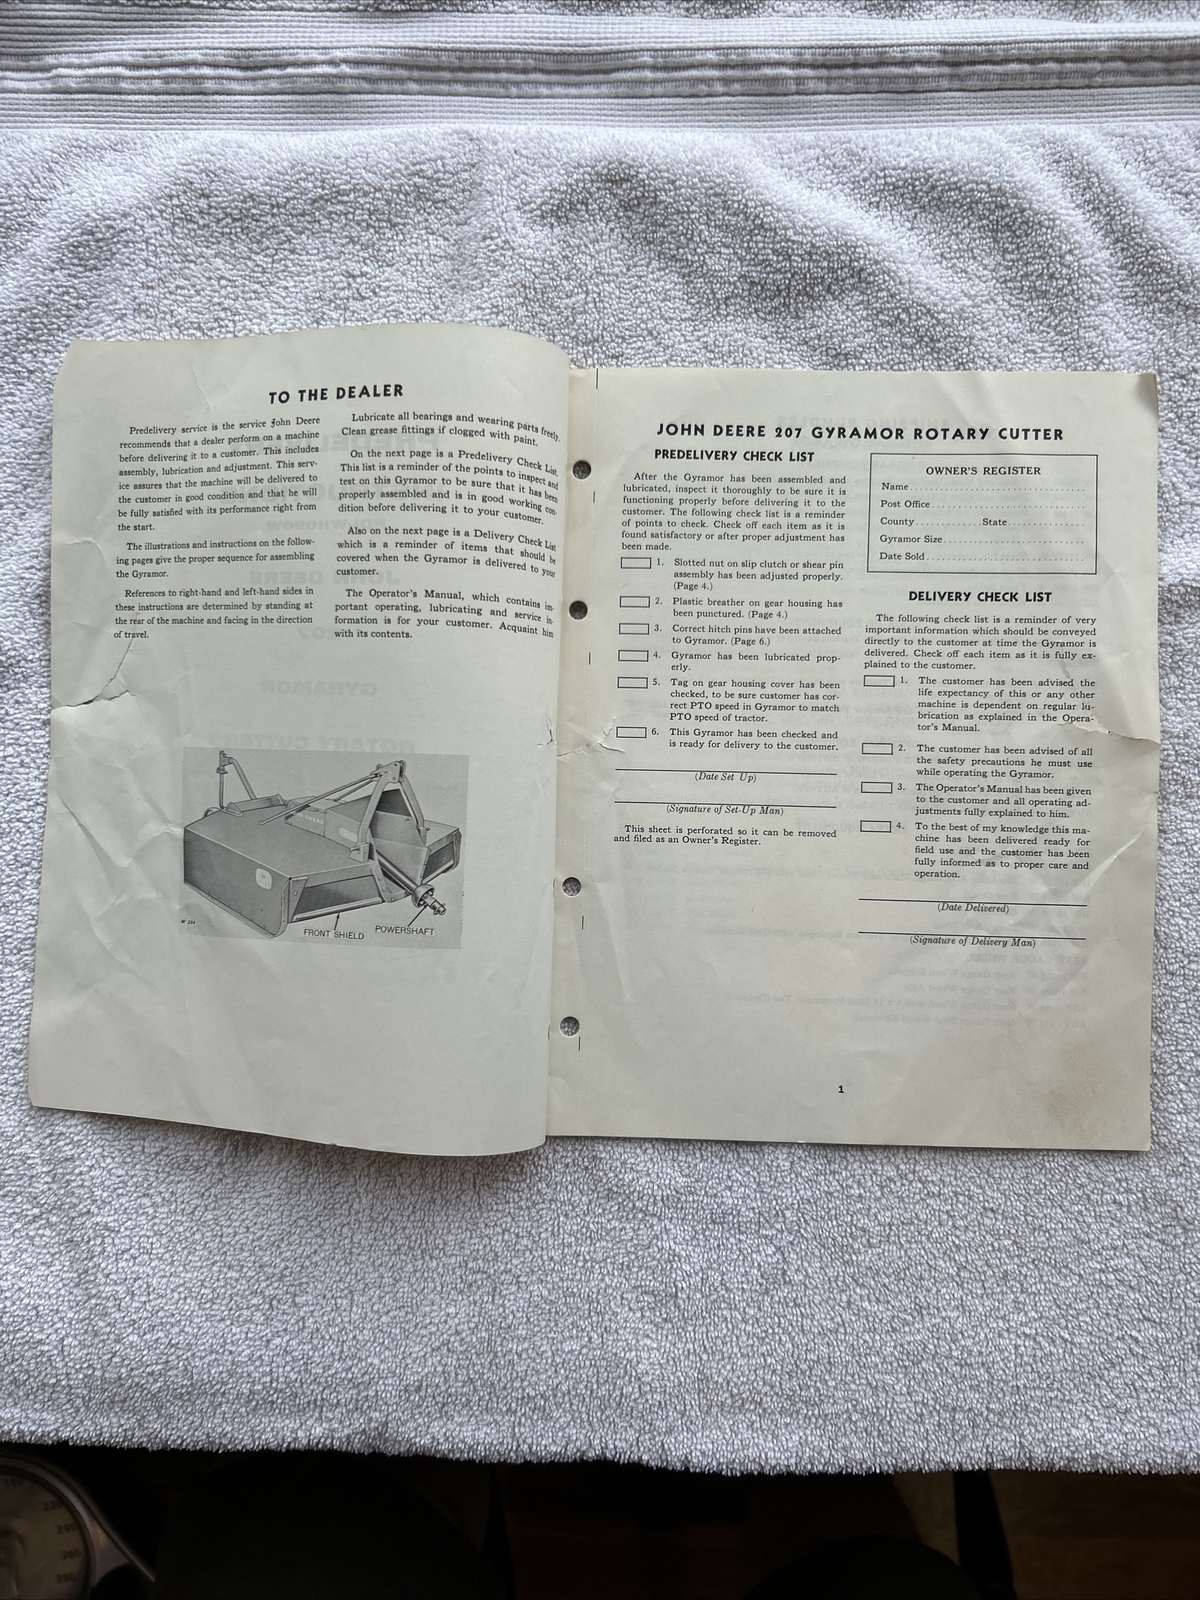 TO THE DEALER
Predelivery service is the service John Deere
recommends that a dealer perform on a machine
before delivering it to a customer. This includes
assembly, lubrication and adjustment. This serv-
ice assures that the machine will be delivered to
the customer in good condition and that he will
be fully satisfied with its performance right from
the start.
The illustrations and instructions on the follow-
ing pages give the proper sequence for assembling
the Gyramor.
References to right-hand and left-hand sides in
these instructions are determined by standing at
the rear of the machine and facing in the direction
of travel.
Lubricate all bearings and wearing parts freely.
Clean grease fittings if clogged with paint.
On the next page is a Predelivery Check List.
This list is a reminder of the points to inspect and
test on this Gyramor to be sure that it has been
properly assembled and is in good working con-
dition before delivering it to your customer.
Also on the next page is a Delivery Check List
which is a reminder of items that should be
covered when the Gyramor is delivered to your
customer.
The Operator's Manual, which contains im-
portant operating, lubricating and service in-
formation is for your customer. Acquaint him
with its contents.
W 254
FRONT SHIELD
POWERSHAFT
JOHN DEERE 207 GYRAMOR ROTARY CUTTER
PREDELIVERY CHECK LIST
After the Gyramor has been assembled and
lubricated, inspect it thoroughly to be sure it is
functioning properly before delivering it to the
customer. The following check list is a reminder
of points to check. Check off each item as it is
found satisfactory or after proper adjustment has
been made.
1. Slotted nut on slip clutch or shear pin
assembly has been adjusted properly.
(Page 4.)
2. Plastic breather on gear housing has
been punctured. (Page 4.)
3. Correct hitch pins have been attached
to Gyramor. (Page 6.)
4. Gyramor has been lubricated prop-
erly.
5. Tag on gear housing cover has been
checked, to be sure customer has cor-
rect PTO speed in Gyramor to match
PTO speed of tractor.
6. This Gyramor has been checked and
is ready for delivery to the customer.
(Date Set Up)
(Signature of Set-Up Man)
This sheet is perforated so it can be removed
and filed as an Owner's Register.
OWNER'S REGISTER
Name
Post Office
County State
Gyramor Size
Date Sold
DELIVERY CHECK LIST
The following check list is a reminder of very
important information which should be conveyed
directly to the customer at time the Gyramor is
delivered. Check off each item as it is fully ex-
plained to the customer.
1. The customer has been advised the
life expectancy of this or any other
machine is dependent on regular lu-
brication as explained in the Opera-
tor's Manual.
2. The customer has been advised of all
the safety precautions he must use
while operating the Gyramor.
3. The Operator's Manual has been given
to the customer and all operating ad-
justments fully explained to him.
4. To the best of my knowledge this ma-
chine has been delivered ready for
field use and the customer has been
fully informed as to proper care and
operation.
(Date Delivered)
(Signature of Delivery Man)
1